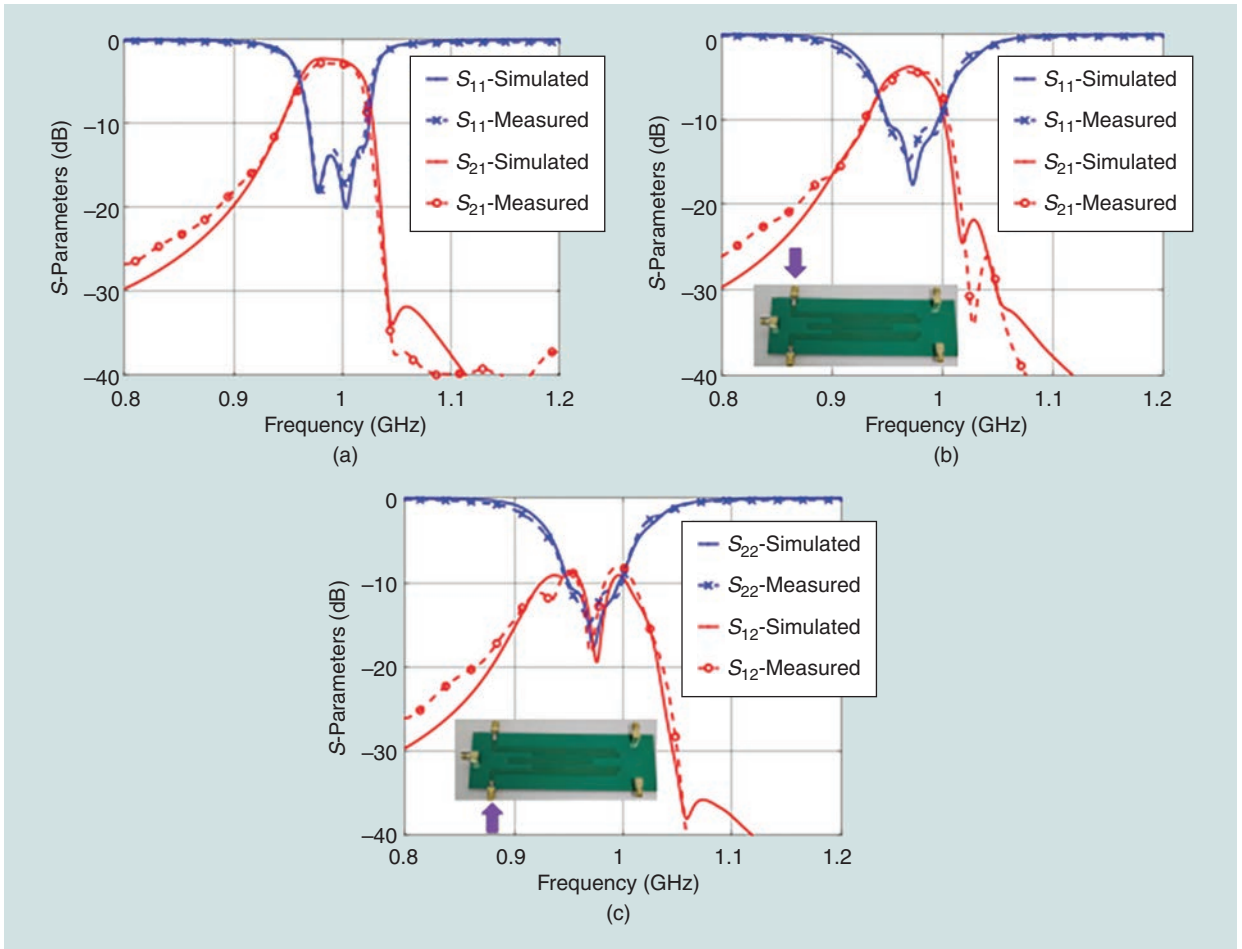 0
–10
–20
–30
–40
S-Parameters (dB)
0.8
0.9
1
1.1
1.2
Frequency (GHz)
(a)
S11-Simulated
S11-Measured
S21-Simulated
S21-Measured
0
–10
–20
–30
–40
S-Parameters (dB)
0.8
0.9
1
1.1
1.2
Frequency (GHz)
(b)
S11-Simulated
S11-Measured
S21-Simulated
S21-Measured
0
–10
–20
–30
–40
S-Parameters (dB)
0.8
0.9
1
1.1
1.2
Frequency (GHz)
(c)
S22-Simulated
S22-Measured
S12-Simulated
S12-Measured